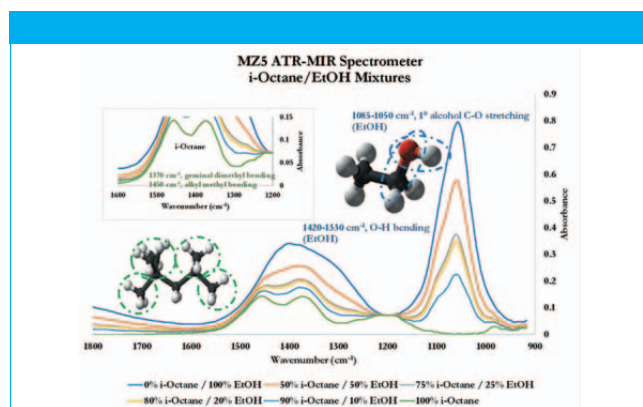 MZ5 ATR-MIR Spectrometer
i-Octane/EtOH Mixtures
1085-1050 cm⁻¹, 1° alcohol C-O stretching
(EtOH)
i-Octane
1370 cm⁻¹, geminal dimethyl bending
1450 cm⁻¹, alkyl methyl bending
0.15
0.1
0.05
0
Absorbance
1600 1500 1400 1300 1200
Wavenumber (cm⁻¹)
1420-1330 cm⁻¹, O-H bending
(EtOH)
0.9
0.8
0.7
0.6
0.5
0.4
0.3
0.2
0.1
0
Absorbance
1800 1700 1600 1500 1400 1300 1200 1100 1000 900
Wavenumber (cm⁻¹)
0% i-Octane / 100% EtOH 50% i-Octane / 50% EtOH 75% i-Octane / 25% EtOH
80% i-Octane / 20% EtOH 90% i-Octane / 10% EtOH 100% i-Octane